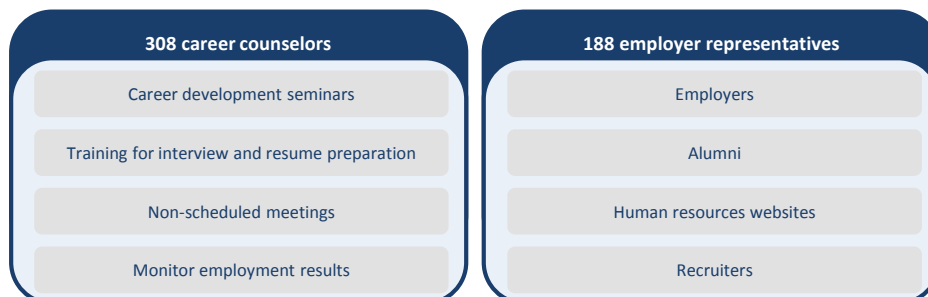 308 career counselors
Career development seminars
Training for interview and resume preparation
Non-scheduled meetings
Monitor employment results
188 employer representatives
Employers
Alumni
Human resources websites
Recruiters